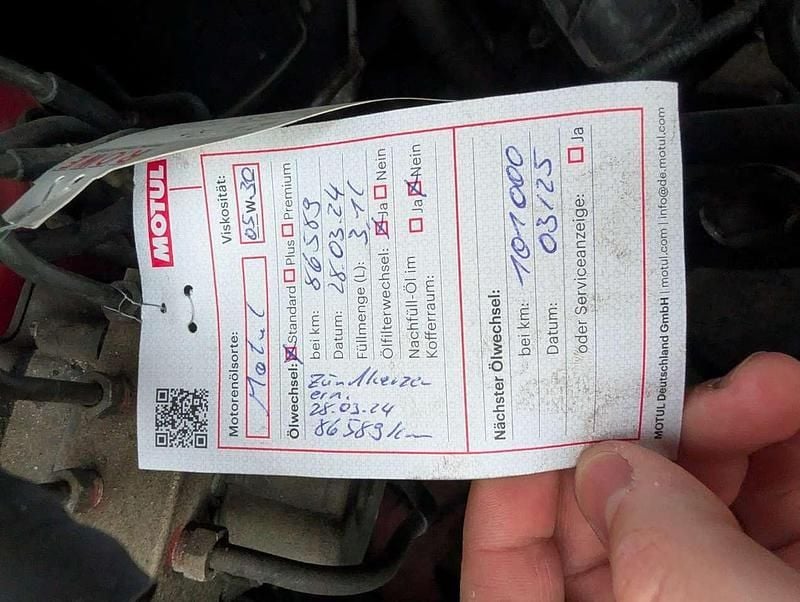 MOTUL
Motorenölsorte: Viskosität:
Motul 05W-30
Ölwechsel: Standard Plus Premium
bei km: 86589
Datum: 28.03.24
Füllmenge (L): 3,1 L
Ölfilterwechsel: Ja Nein
Nachfüll-Öl im Ja Nein
Kofferraum:
Zündkerzen
ern.
28.03.24
86589 km
Nächster Ölwechsel:
bei km: 101000
Datum: 03/25
oder Serviceanzeige: Ja
MOTUL Deutschland GmbH | motul.com | info@de.motul.com